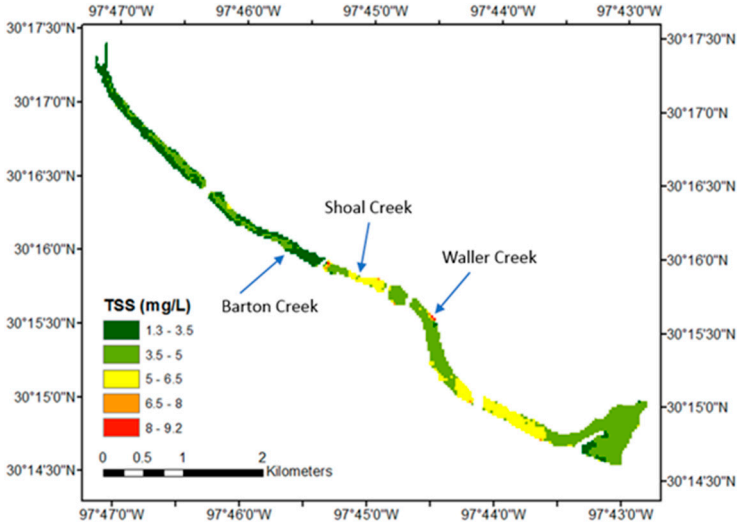 97°47'0"W 97°46'0"W 97°45'0"W 97°44'0"W 97°43'0"W
30°17'30"N 30°17'30"N
30°17'0"N 30°17'0"N
30°16'30"N 30°16'30"N
Shoal Creek
30°16'0"N 30°16'0"N
Waller Creek
Barton Creek
TSS (mg/L)
30°15'30"N 1.3 - 3.5 30°15'30"N
3.5 - 5
5 - 6.5
30°15'0"N 30°15'0"N
6.5 - 8
8 - 9.2
0 0.5 1 2
Kilometers
30°14'30"N 30°14'30"N
97°47'0"W 97°46'0"W 97°45'0"W 97°44'0"W 97°43'0"W